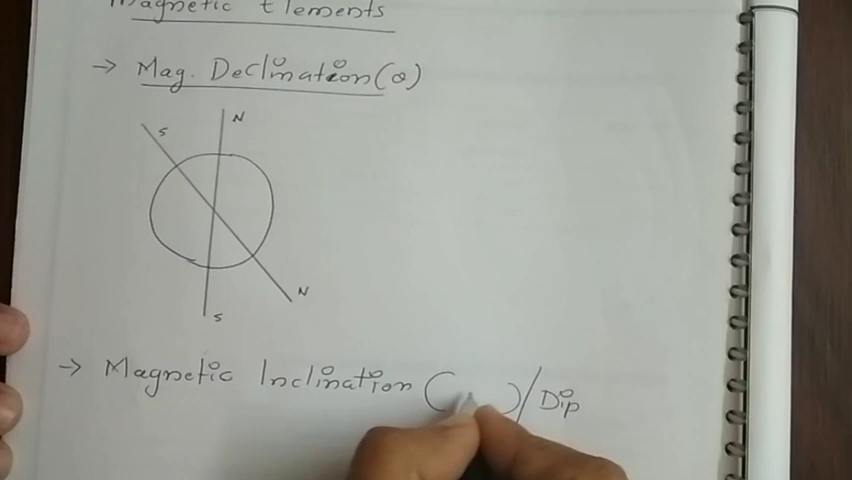 Magnetic Elements
→ Mag. Declination (θ)
N
S
N
S
→ Magnetic Inclination ( ) / Dip